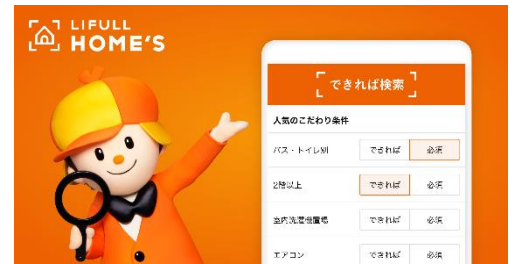 LIFULL
HOME'S
できれば検索
人気のこだわり条件
バス・トイレ別 できれば 必須
2階以上 できれば 必須
室内洗濯機置場 できれば 必須
エアコン できれば 必須